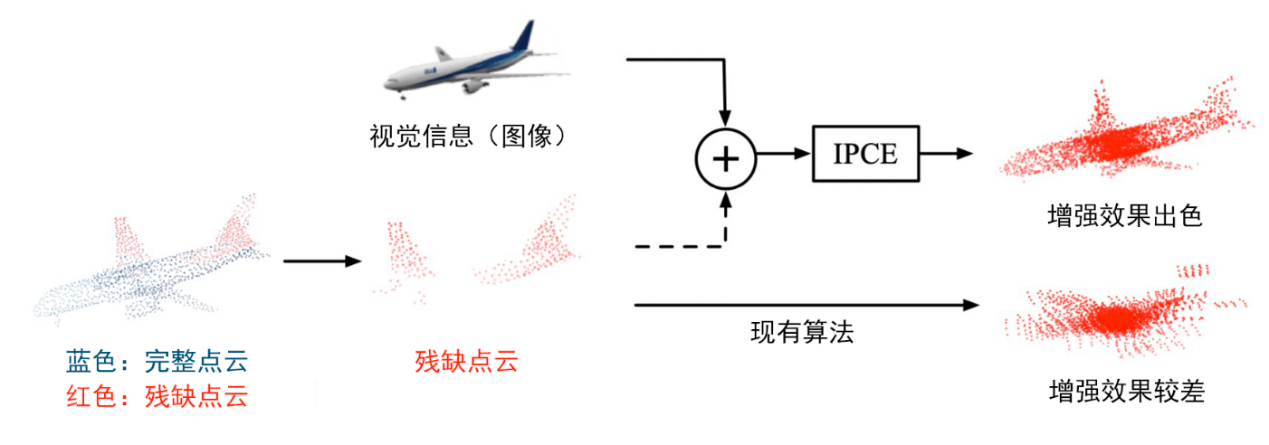 视觉信息（图像）
IPCE
增强效果出色
蓝色：完整点云
红色：残缺点云
残缺点云
现有算法
增强效果较差